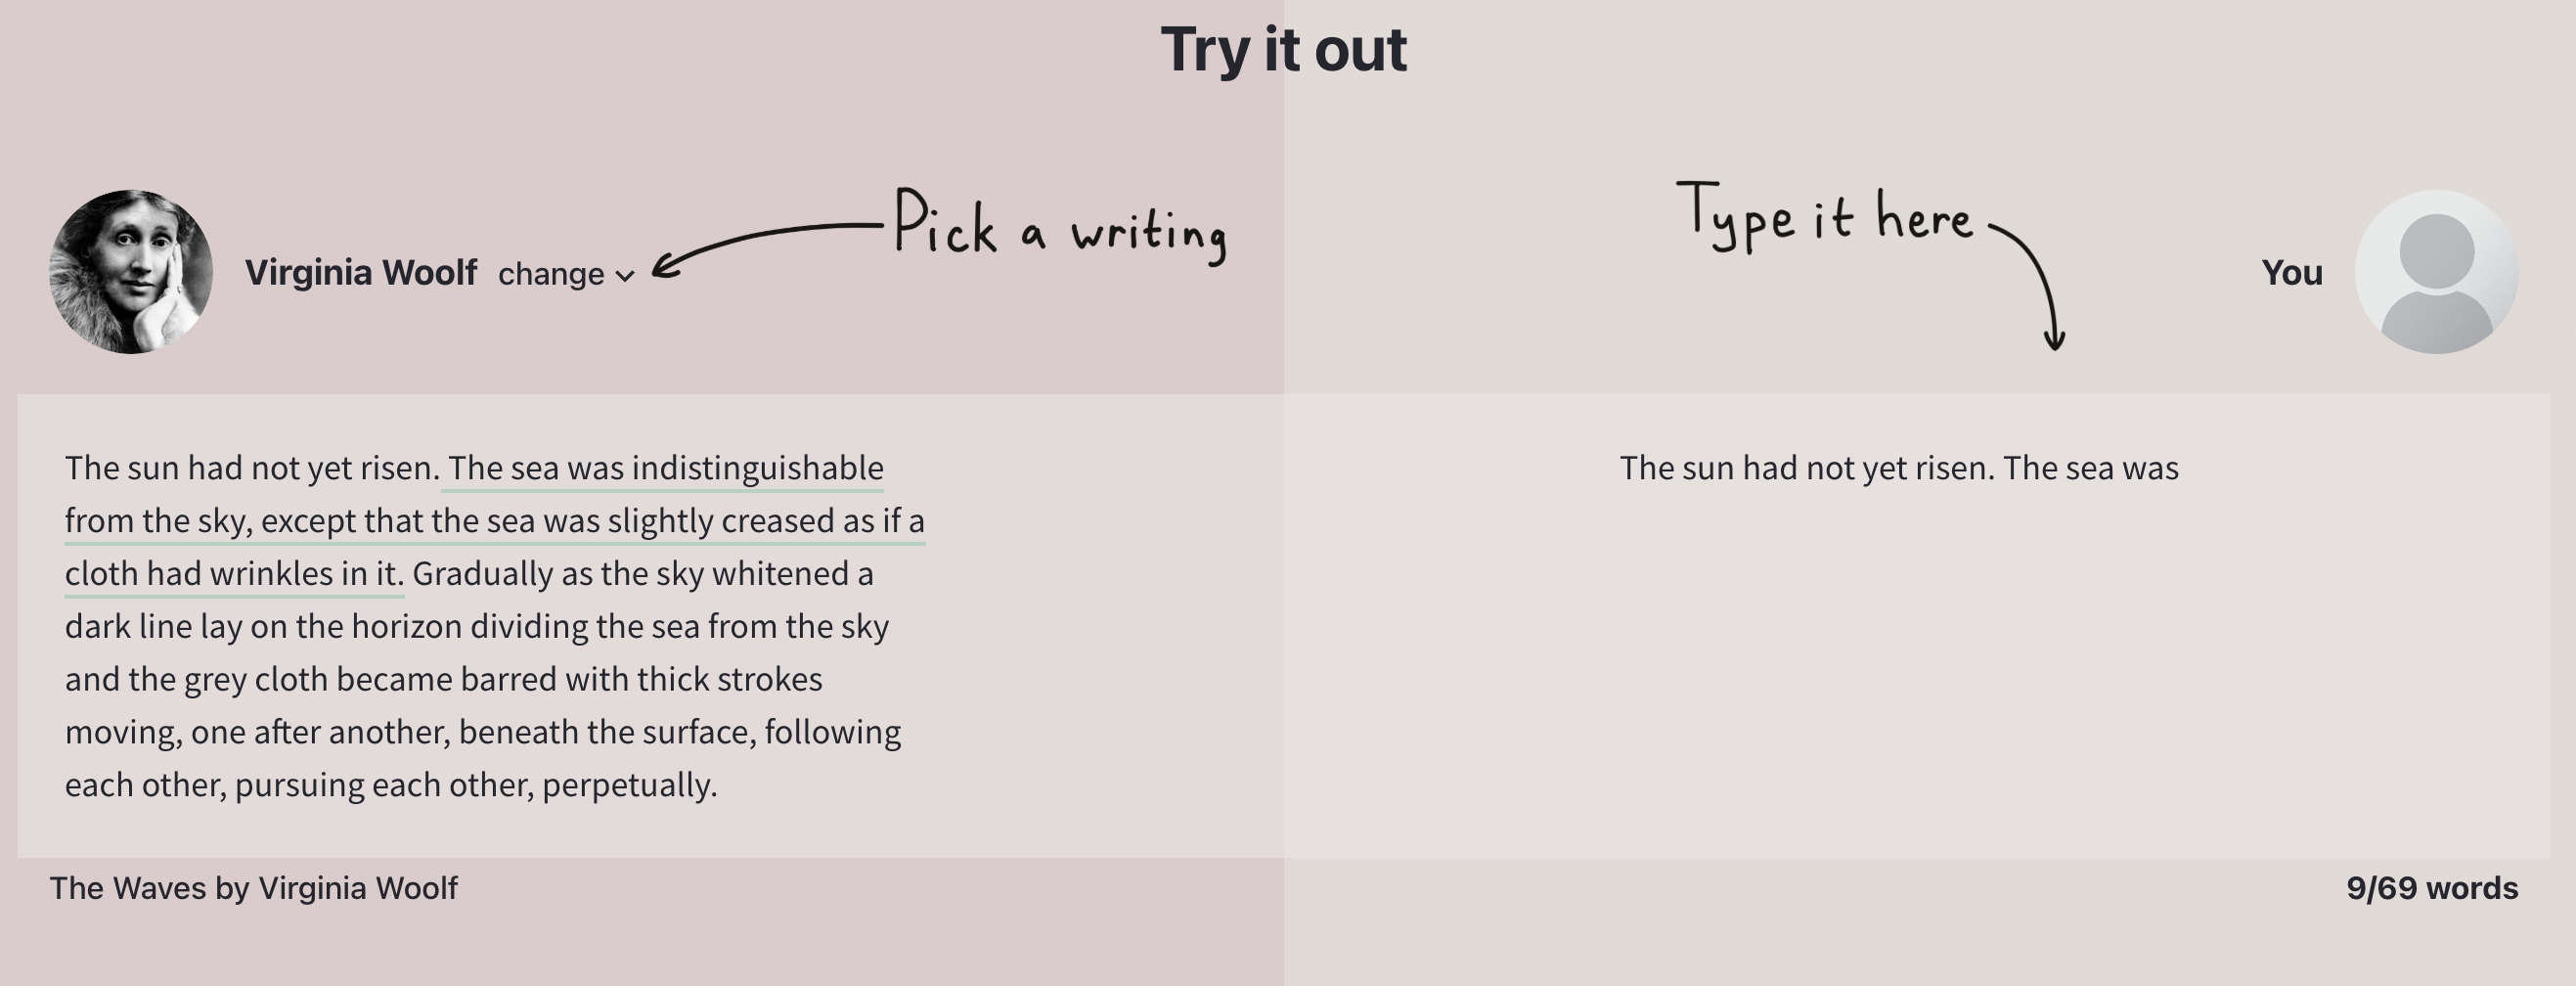 Try it out
Pick a writing
Type it here
Virginia Woolf change
You
The sun had not yet risen. The sea was indistinguishable
from the sky, except that the sea was slightly creased as if a
cloth had wrinkles in it. Gradually as the sky whitened a
dark line lay on the horizon dividing the sea from the sky
and the grey cloth became barred with thick strokes
moving, one after another, beneath the surface, following
each other, pursuing each other, perpetually.
The sun had not yet risen. The sea was
The Waves by Virginia Woolf
9/69 words